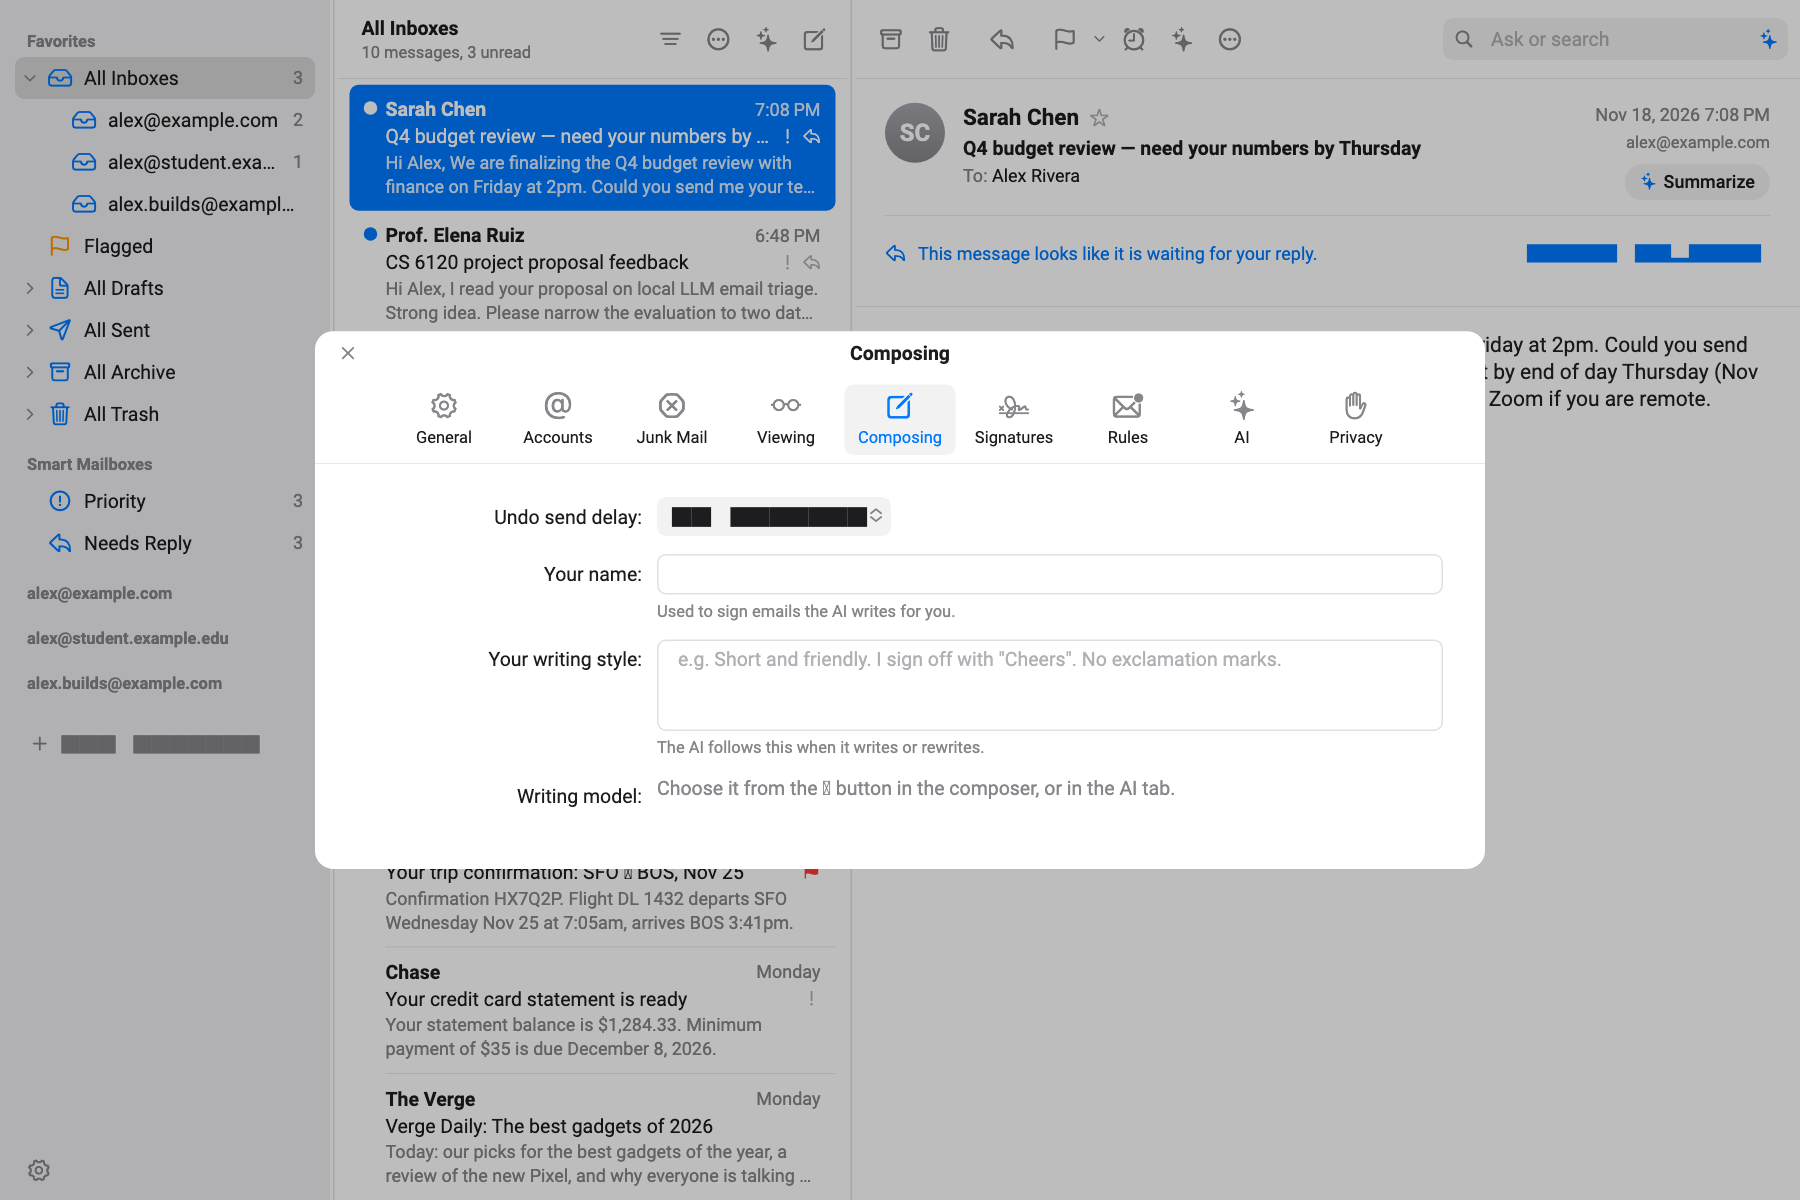 Favorites
All Inboxes 3
alex@example.com 2
alex@student.exa... 1
alex.builds@exampl...
Flagged
All Drafts
All Sent
All Archive
All Trash
Smart Mailboxes
Priority 3
Needs Reply 3
alex@example.com
alex@student.example.edu
alex.builds@example.com
All Inboxes
10 messages, 3 unread
Sarah Chen 7:08 PM
Q4 budget review — need your numbers by ... !
Hi Alex, We are finalizing the Q4 budget review with
finance on Friday at 2pm. Could you send me your te...
Prof. Elena Ruiz 6:48 PM
CS 6120 project proposal feedback !
Hi Alex, I read your proposal on local LLM email triage.
Strong idea. Please narrow the evaluation to two dat...
Your trip confirmation: SFO BOS, Nov 25
Confirmation HX7Q2P. Flight DL 1432 departs SFO
Wednesday Nov 25 at 7:05am, arrives BOS 3:41pm.
Chase Monday
Your credit card statement is ready !
Your statement balance is $1,284.33. Minimum
payment of $35 is due December 8, 2026.
The Verge Monday
Verge Daily: The best gadgets of 2026
Today: our picks for the best gadgets of the year, a
review of the new Pixel, and why everyone is talking ...
Ask or search
SC
Sarah Chen
Nov 18, 2026 7:08 PM
Q4 budget review — need your numbers by Thursday
alex@example.com
To: Alex Rivera
Summarize
This message looks like it is waiting for your reply.
iday at 2pm. Could you send
t by end of day Thursday (Nov
Zoom if you are remote.
Composing
General Accounts Junk Mail Viewing Composing Signatures Rules AI Privacy
Undo send delay:
Your name:
Used to sign emails the AI writes for you.
Your writing style: e.g. Short and friendly. I sign off with "Cheers". No exclamation marks.
The AI follows this when it writes or rewrites.
Writing model: Choose it from the button in the composer, or in the AI tab.